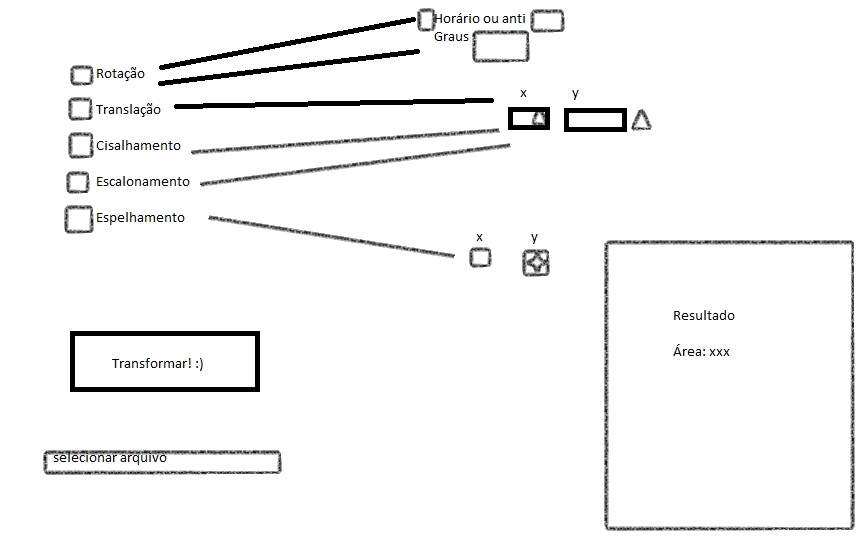 Horário ou anti
Graus
Rotação
x y
Translação
Cisalhamento
Escalonamento
Espelhamento
x y
Resultado
Área: xxx
Transformar! :)
selecionar arquivo